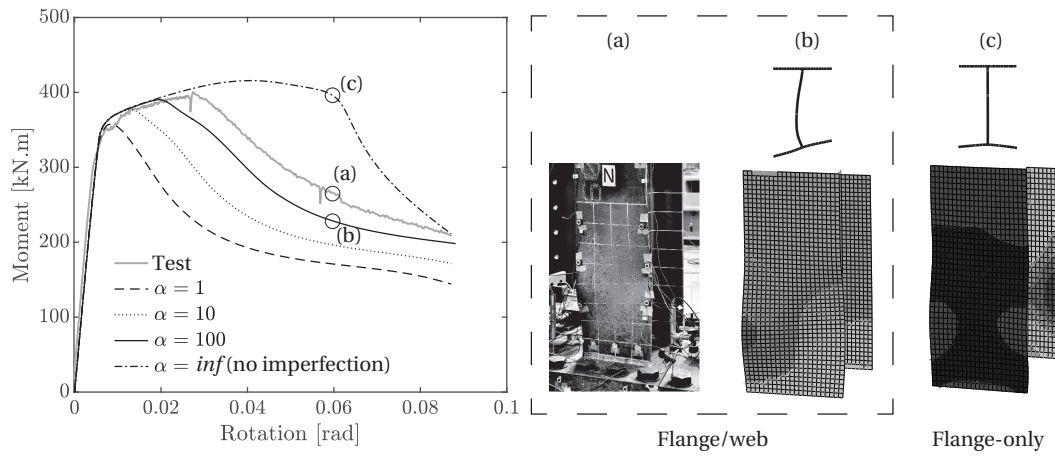 500
400
300
200
100
0
0
0.02
0.04
0.06
0.08
0.1
Moment [kN.m]
Rotation [rad]
(c)
(a)
(b)
Test
α = 1
α = 10
α = 100
α = inf (no imperfection)
(a)
(b)
(c)
N
Flange/web
Flange-only